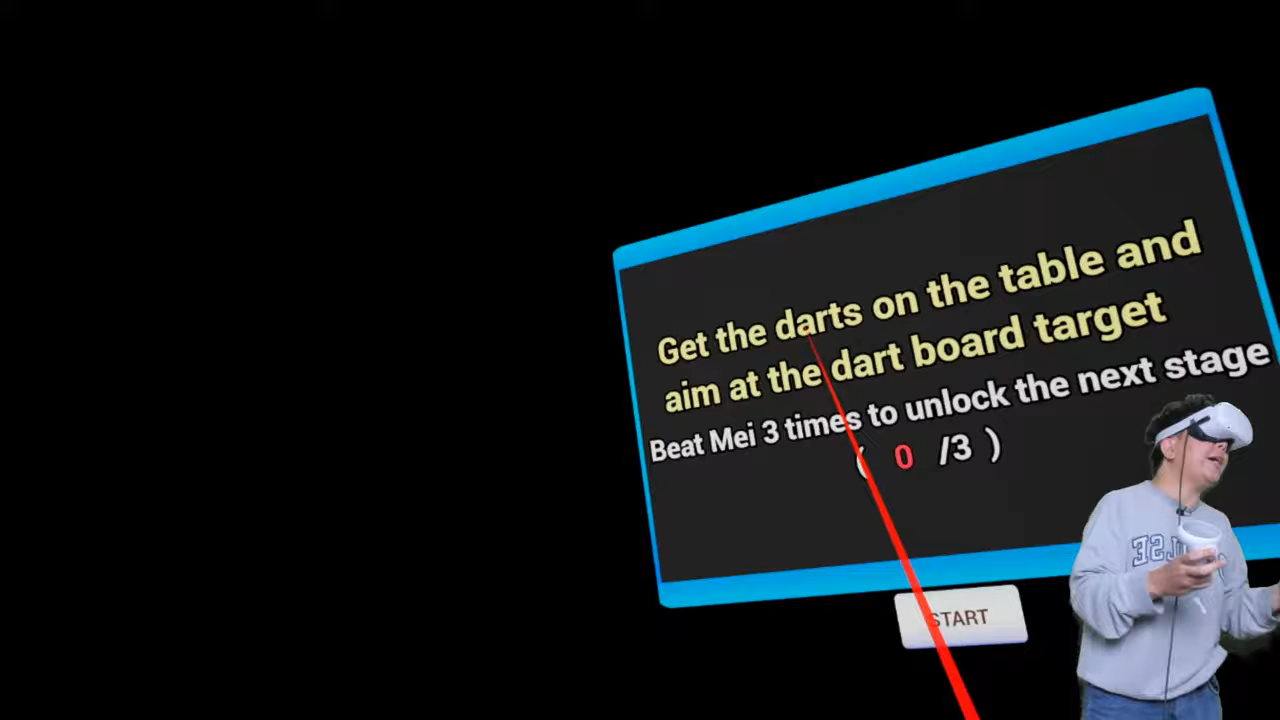 Get the darts on the table and
aim at the dart board target
Beat Mei 3 times to unlock the next stage
( 0 /3 )
START